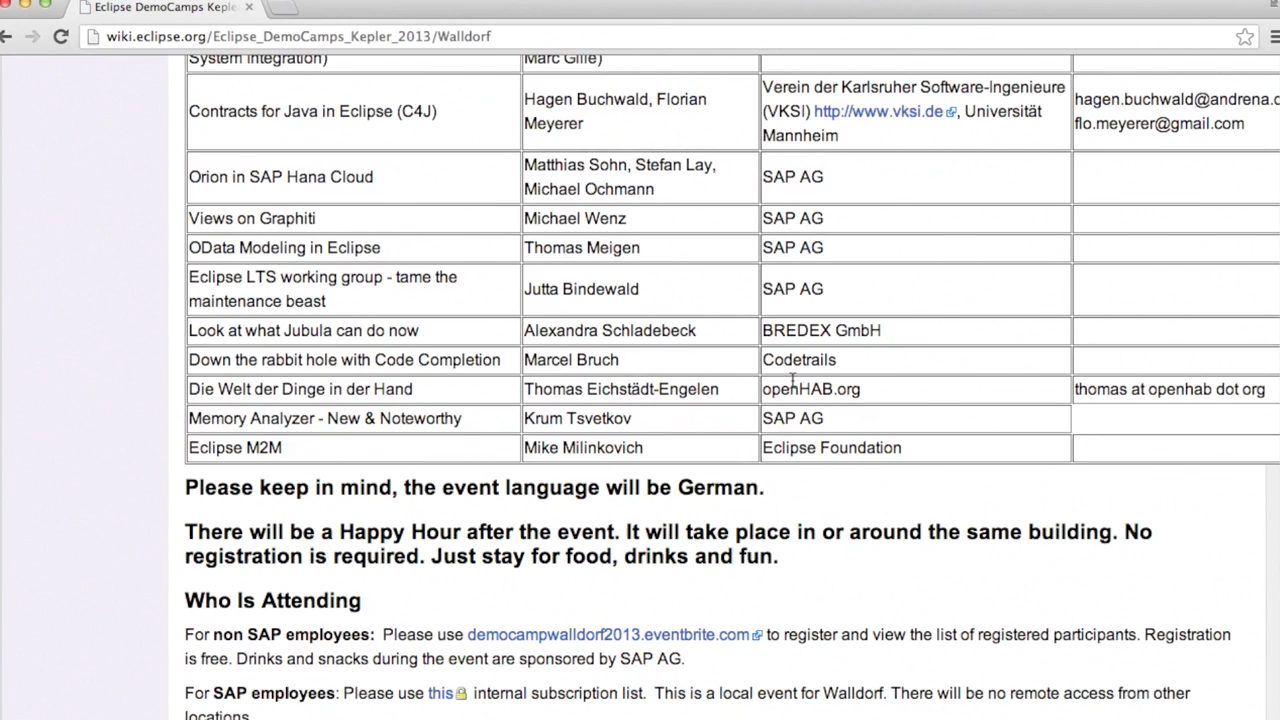 Eclipse DemoCamps Keple
wiki.eclipse.org/Eclipse_DemoCamps_Kepler_2013/Walldorf
System Integration)
Marc Gille)
Contracts for Java in Eclipse (C4J)
Hagen Buchwald, Florian
Meyerer
Verein der Karlsruher Software-Ingenieure
(VKSI) http://www.vksi.de, Universität
Mannheim
hagen.buchwald@andrena.d
flo.meyerer@gmail.com
Orion in SAP Hana Cloud
Matthias Sohn, Stefan Lay,
Michael Ochmann
SAP AG
Views on Graphiti
Michael Wenz
SAP AG
OData Modeling in Eclipse
Thomas Meigen
SAP AG
Eclipse LTS working group - tame the
maintenance beast
Jutta Bindewald
SAP AG
Look at what Jubula can do now
Alexandra Schladebeck
BREDEX GmbH
Down the rabbit hole with Code Completion
Marcel Bruch
Codetrails
Die Welt der Dinge in der Hand
Thomas Eichstädt-Engelen
openHAB.org
thomas at openhab dot org
Memory Analyzer - New & Noteworthy
Krum Tsvetkov
SAP AG
Eclipse M2M
Mike Milinkovich
Eclipse Foundation
Please keep in mind, the event language will be German.
There will be a Happy Hour after the event. It will take place in or around the same building. No
registration is required. Just stay for food, drinks and fun.
Who Is Attending
For non SAP employees: Please use democampwalldorf2013.eventbrite.com to register and view the list of registered participants. Registration
is free. Drinks and snacks during the event are sponsored by SAP AG.
For SAP employees: Please use this internal subscription list. This is a local event for Walldorf. There will be no remote access from other
locations.